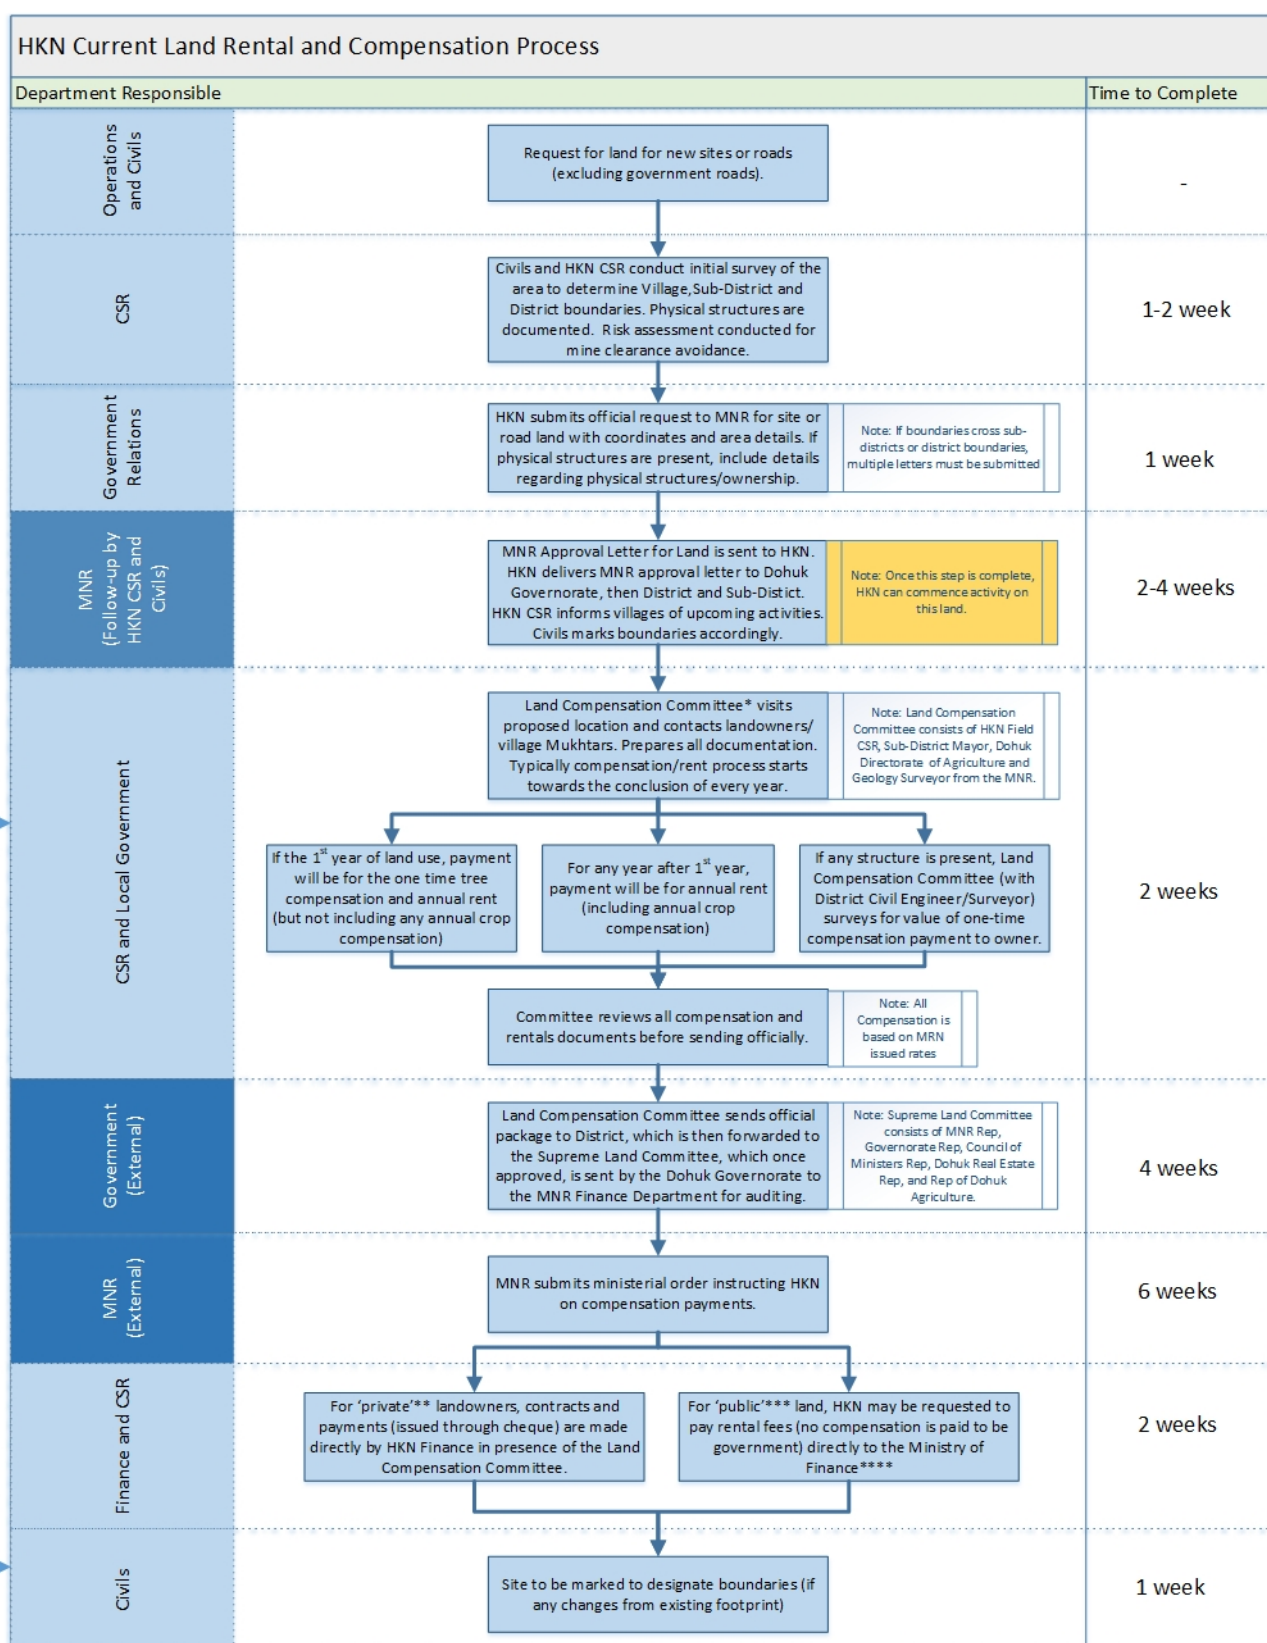 HKN Current Land Rental and Compensation Process
Department Responsible
Time to Complete
Operations
and Civils
Request for land for new sites or roads
(excluding government roads).
-
CSR
Civils and HKN CSR conduct initial survey of the
area to determine Village,Sub-District and
District boundaries. Physical structures are
documented. Risk assessment conducted for
mine clearance avoidance.
1-2 week
Government
Relations
HKN submits official request to MNR for site or
road land with coordinates and area details. If
physical structures are present, include details
regarding physical structures/ownership.
Note: If boundaries cross sub-
districts or district boundaries,
multiple letters must be submitted
1 week
MNR
(Follow-up by
HKN CSR and
Civils)
MNR Approval Letter for Land is sent to HKN.
HKN delivers MNR approval letter to Dohuk
Governorate, then District and Sub-Distict.
HKN CSR informs villages of upcoming activities.
Civils marks boundaries accordingly.
Note: Once this step is complete,
HKN can commence activity on
this land.
2-4 weeks
CSR and Local Government
Land Compensation Committee* visits
proposed location and contacts landowners/
village Mukhtars. Prepares all documentation.
Typically compensation/rent process starts
towards the conclusion of every year.
Note: Land Compensation
Committee consists of HKN Field
CSR, Sub-District Mayor, Dohuk
Directorate of Agriculture and
Geology Surveyor from the MNR.
If the 1st year of land use, payment
will be for the one time tree
compensation and annual rent
(but not including any annual crop
compensation)
For any year after 1st year,
payment will be for annual rent
(including annual crop
compensation)
If any structure is present, Land
Compensation Committee (with
District Civil Engineer/Surveyor)
surveys for value of one-time
compensation payment to owner.
2 weeks
Committee reviews all compensation and
rentals documents before sending officially.
Note: All
Compensation is
based on MRN
issued rates
Government
(External)
Land Compensation Committee sends official
package to District, which is then forwarded to
the Supreme Land Committee, which once
approved, is sent by the Dohuk Governorate to
the MNR Finance Department for auditing.
Note: Supreme Land Committee
consists of MNR Rep,
Governorate Rep, Council of
Ministers Rep, Dohuk Real Estate
Rep, and Rep of Dohuk
Agriculture.
4 weeks
MNR
(External)
MNR submits ministerial order instructing HKN
on compensation payments.
6 weeks
Finance and CSR
For ‘private’** landowners, contracts and
payments (issued through cheque) are made
directly by HKN Finance in presence of the Land
Compensation Committee.
For ‘public’*** land, HKN may be requested to
pay rental fees (no compensation is paid to be
government) directly to the Ministry of
Finance****
2 weeks
Civils
Site to be marked to designate boundaries (if
any changes from existing footprint)
1 week